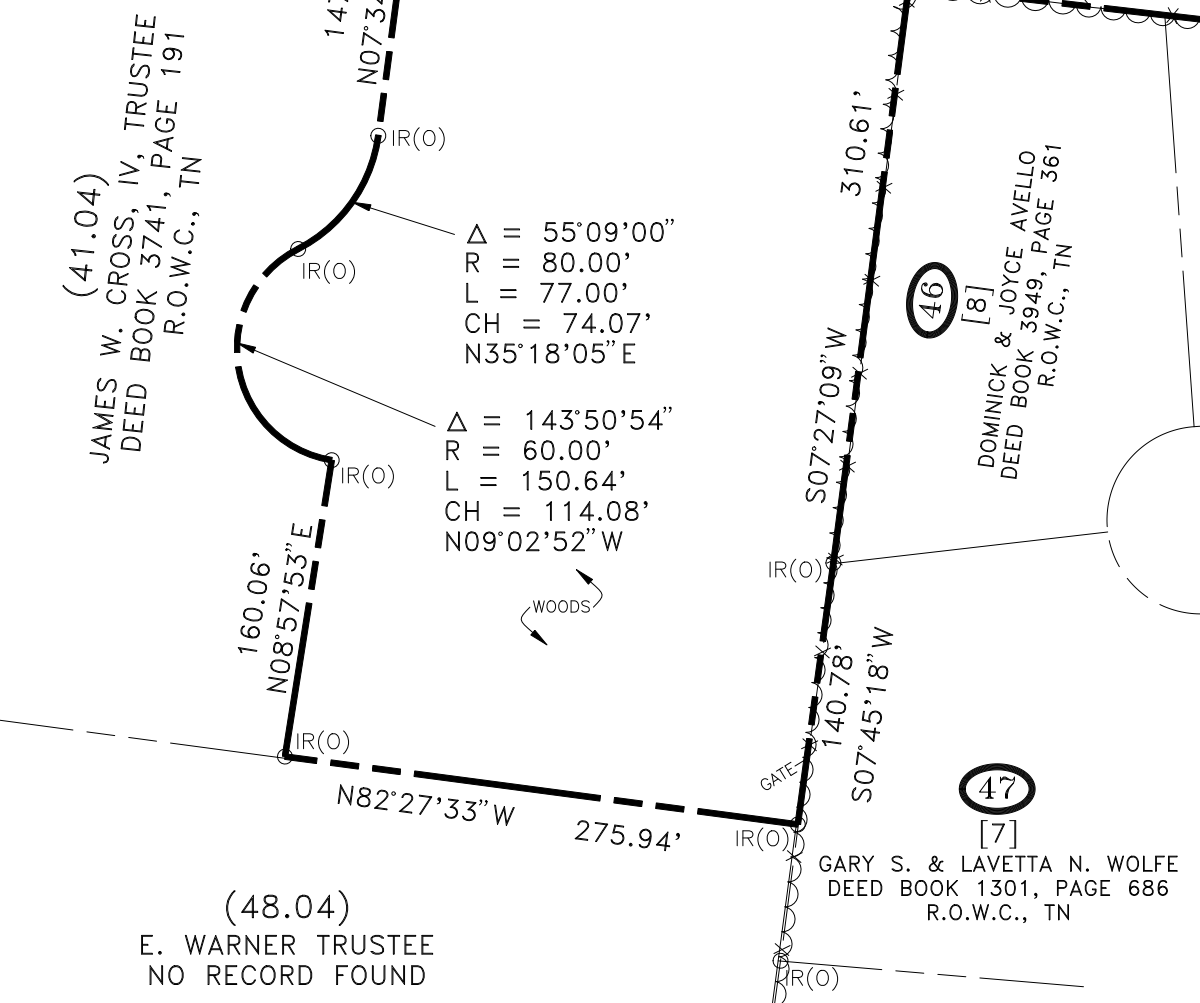 147
N07°34
JAMES W. CROSS, IV, TRUSTEE
DEED BOOK 3741, PAGE 191
R.O.W.C., TN
(41.04)
IR(O)
IR(O)
Δ = 55°09'00"
R = 80.00'
L = 77.00'
CH = 74.07'
N35°18'05"E
Δ = 143°50'54"
R = 60.00'
L = 150.64'
CH = 114.08'
N09°02'52"W
IR(O)
160.06'
N08°57'53"E
WOODS
310.61'
S07°27'09"W
46
[8]
DOMINICK & JOYCE AVELLO
DEED BOOK 3949, PAGE 361
R.O.W.C., TN
IR(O)
140.78'
S07°45'18"W
GATE
IR(O)
N82°27'33"W
275.94'
IR(O)
47
[7]
GARY S. & LAVETTA N. WOLFE
DEED BOOK 1301, PAGE 686
R.O.W.C., TN
(48.04)
E. WARNER TRUSTEE
NO RECORD FOUND
IR(O)